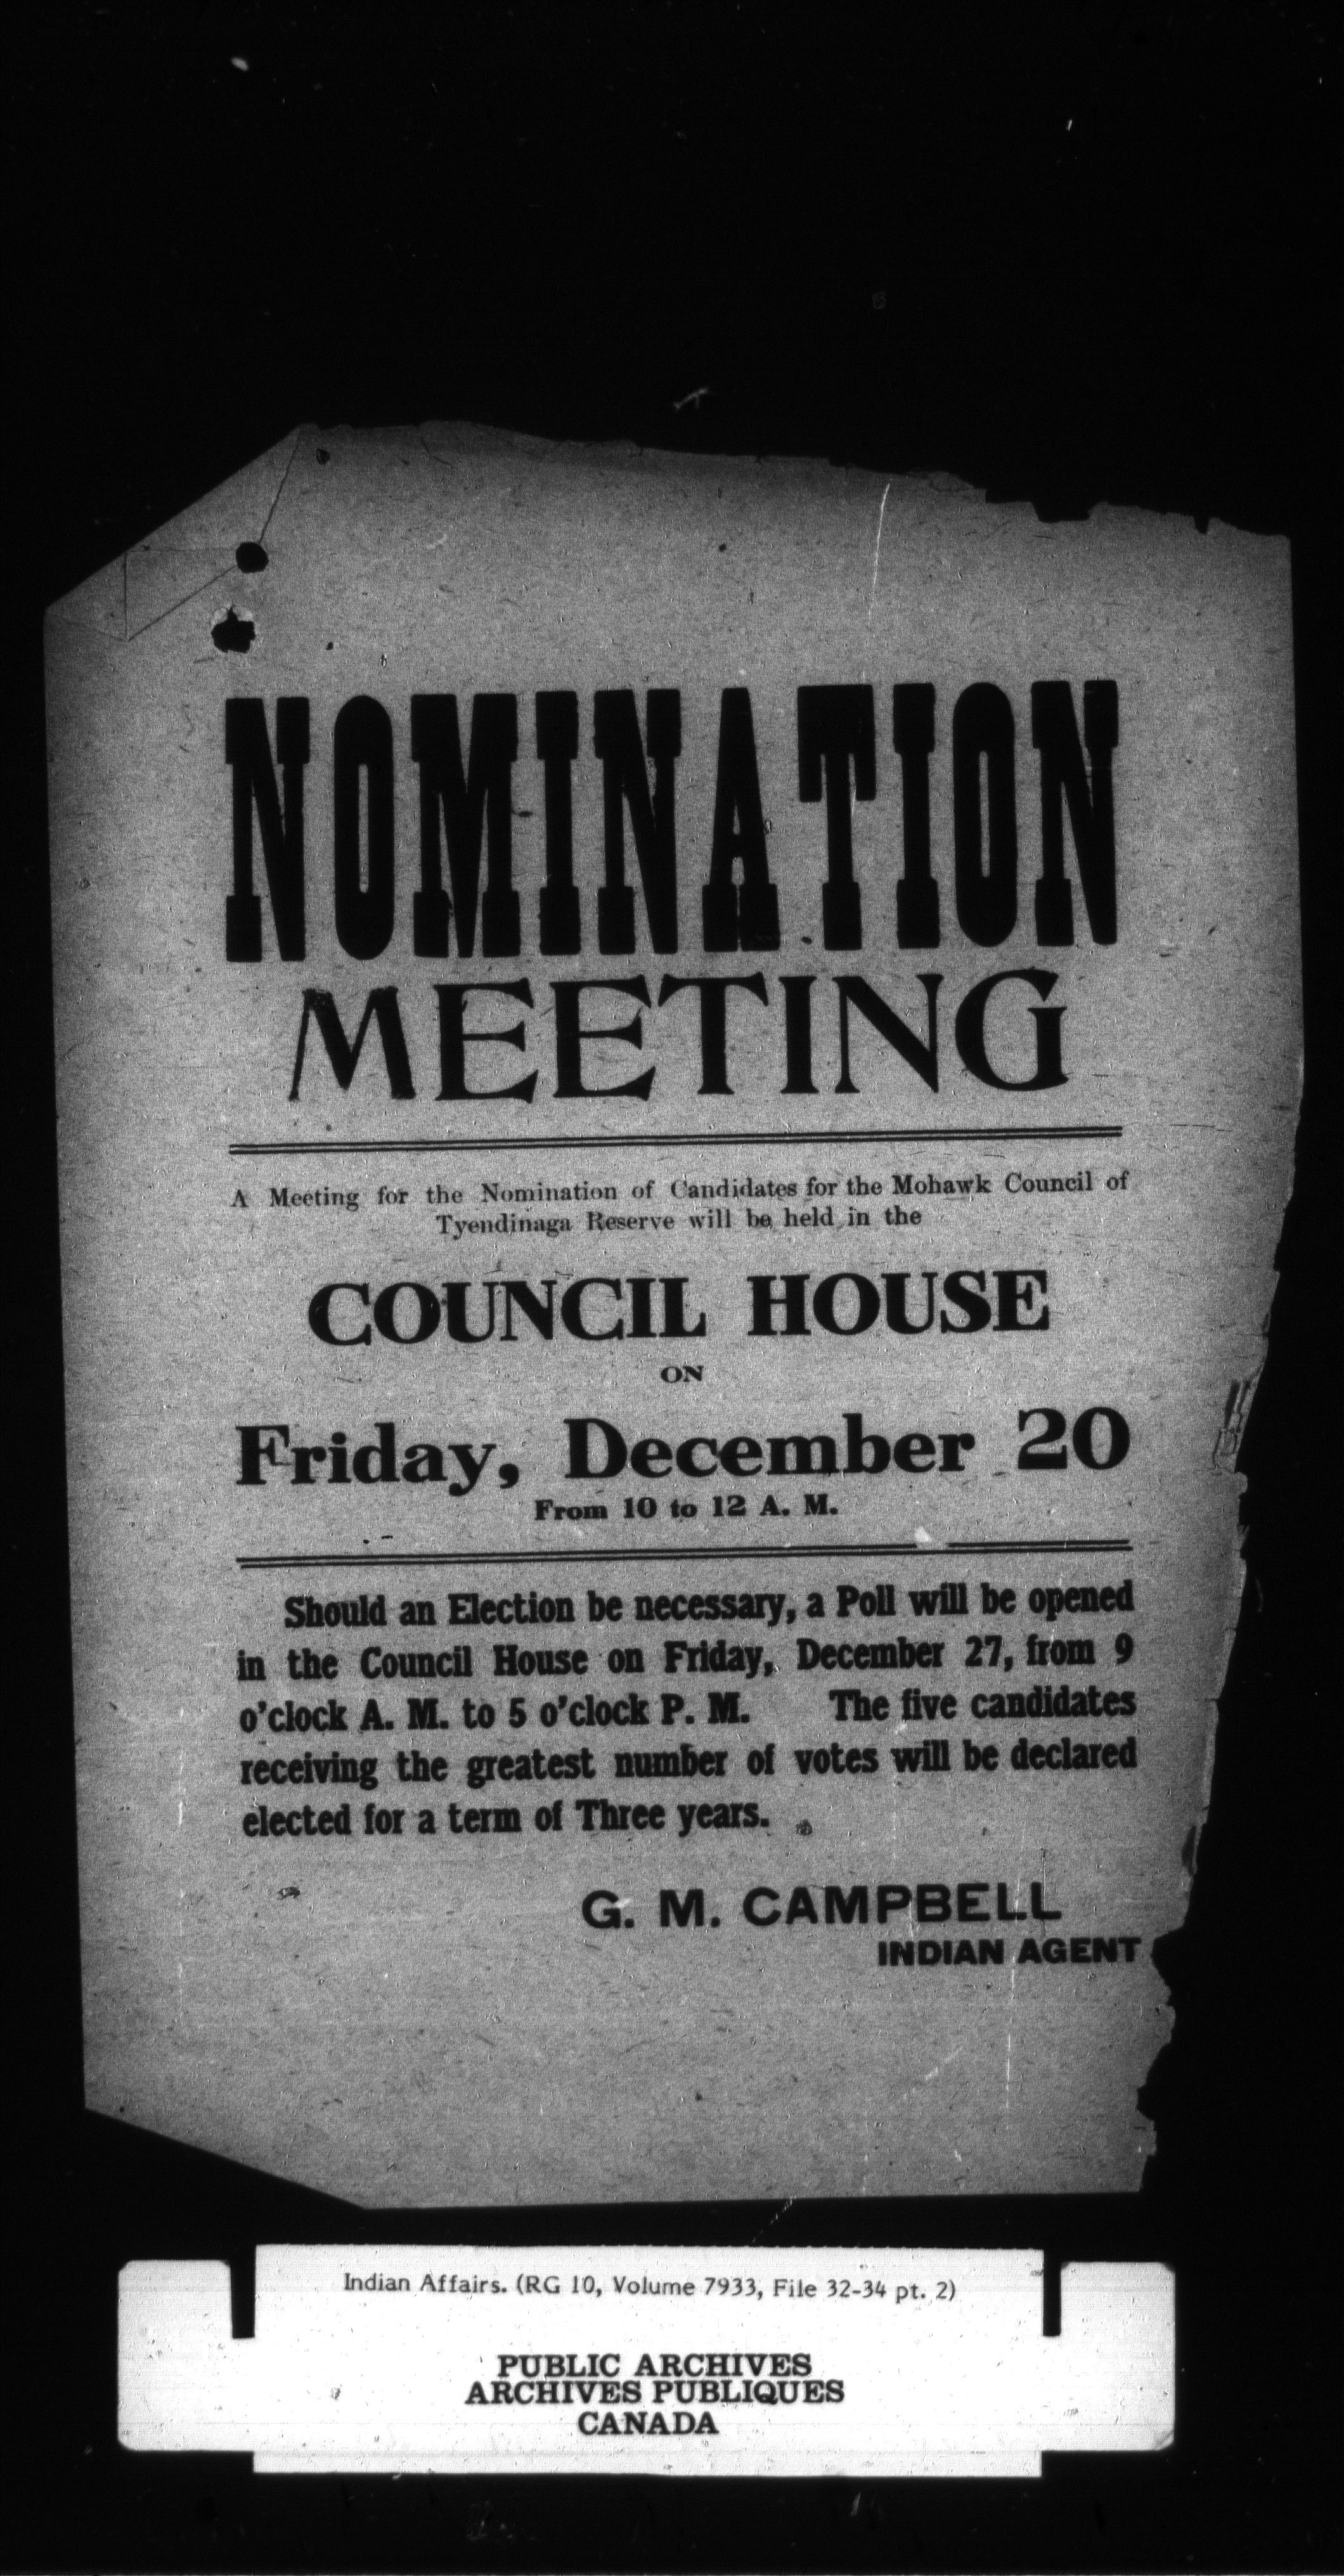 NOMINATION
MEETING
A Meeting for the Nomination of Candidates for the Mohawk Council of
Tyendinaga Reserve will be held in the
COUNCIL HOUSE
ON
Friday, December 20
From 10 to 12 A. M.
Should an Election be necessary, a Poll will be opened
in the Council House on Friday, December 27, from 9
o'clock A. M. to 5 o'clock P. M. The five candidates
receiving the greatest number of votes will be declared
elected for a term of Three years.
G. M. CAMPBELL
INDIAN AGENT
Indian Affairs. (RG 10, Volume 7933, File 32-34 pt. 2)
PUBLIC ARCHIVES
ARCHIVES PUBLIQUES
CANADA